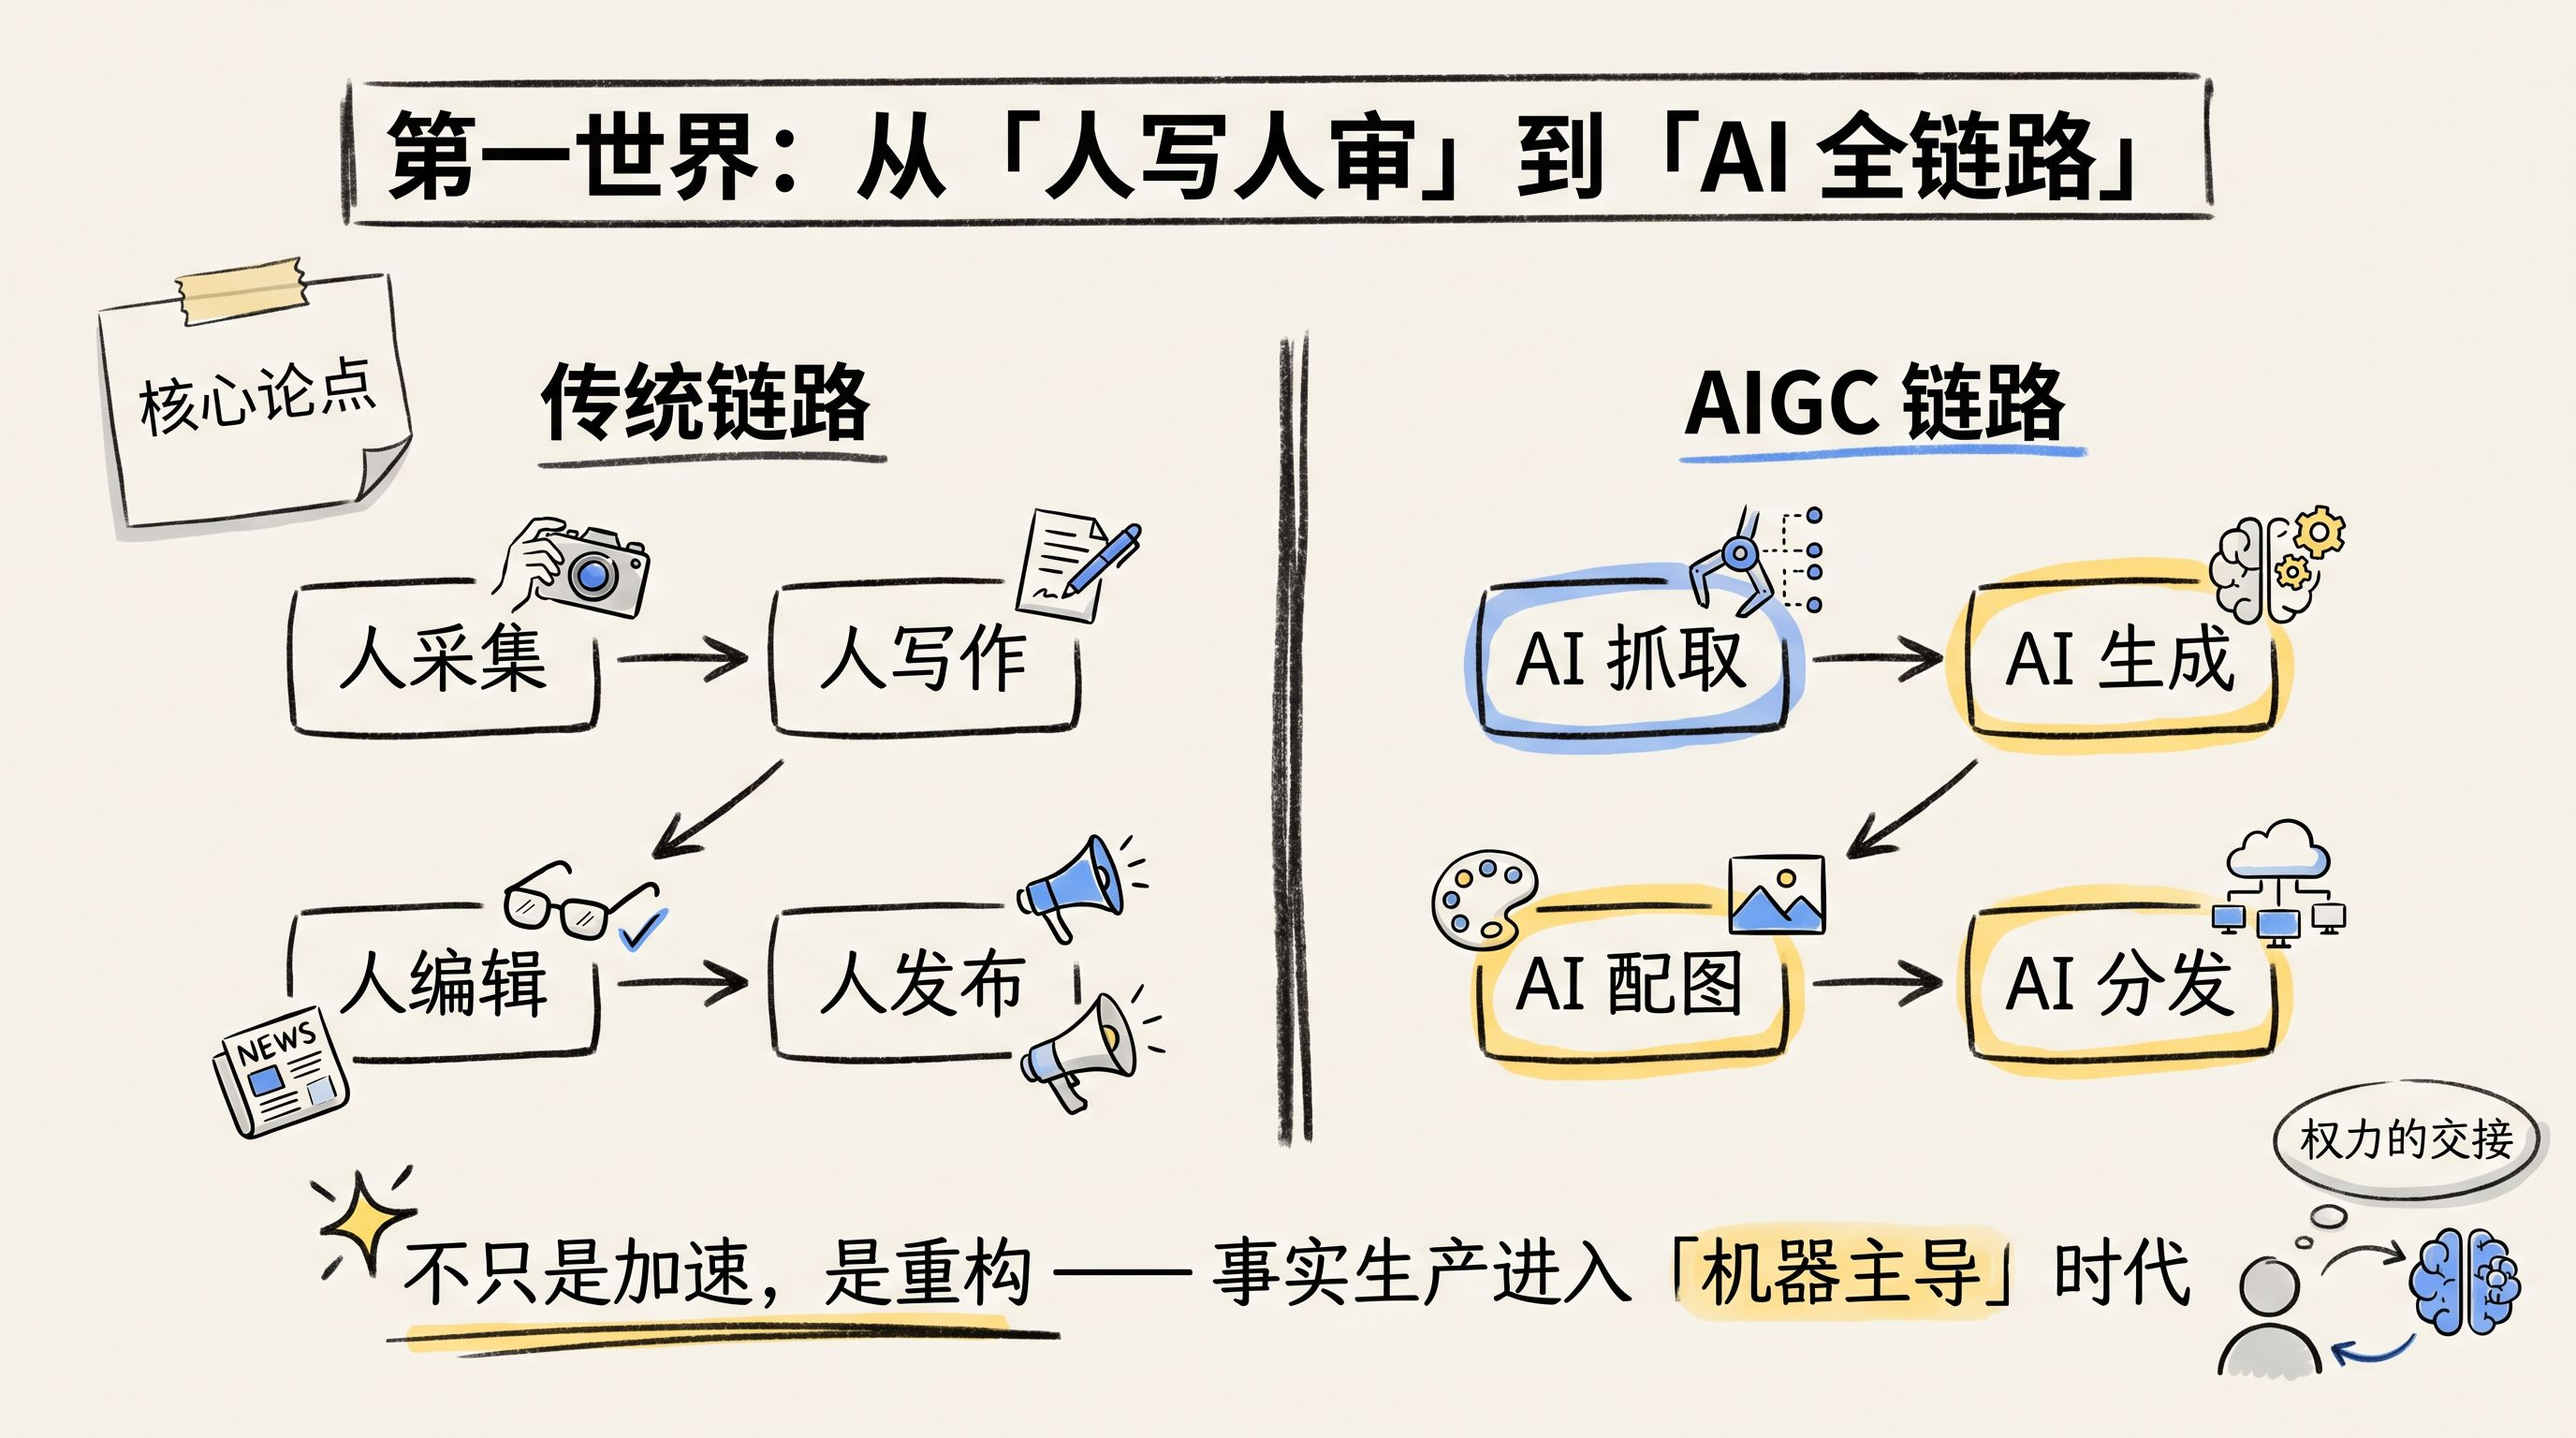 第一世界：从「人写人审」到「AI 全链路」
核心论点
传统链路
人采集
人写作
人编辑
NEWS
人发布
AIGC 链路
AI 抓取
AI 生成
AI 配图
AI 分发
权力的交接
不只是加速，是重构 —— 事实生产进入「机器主导」时代